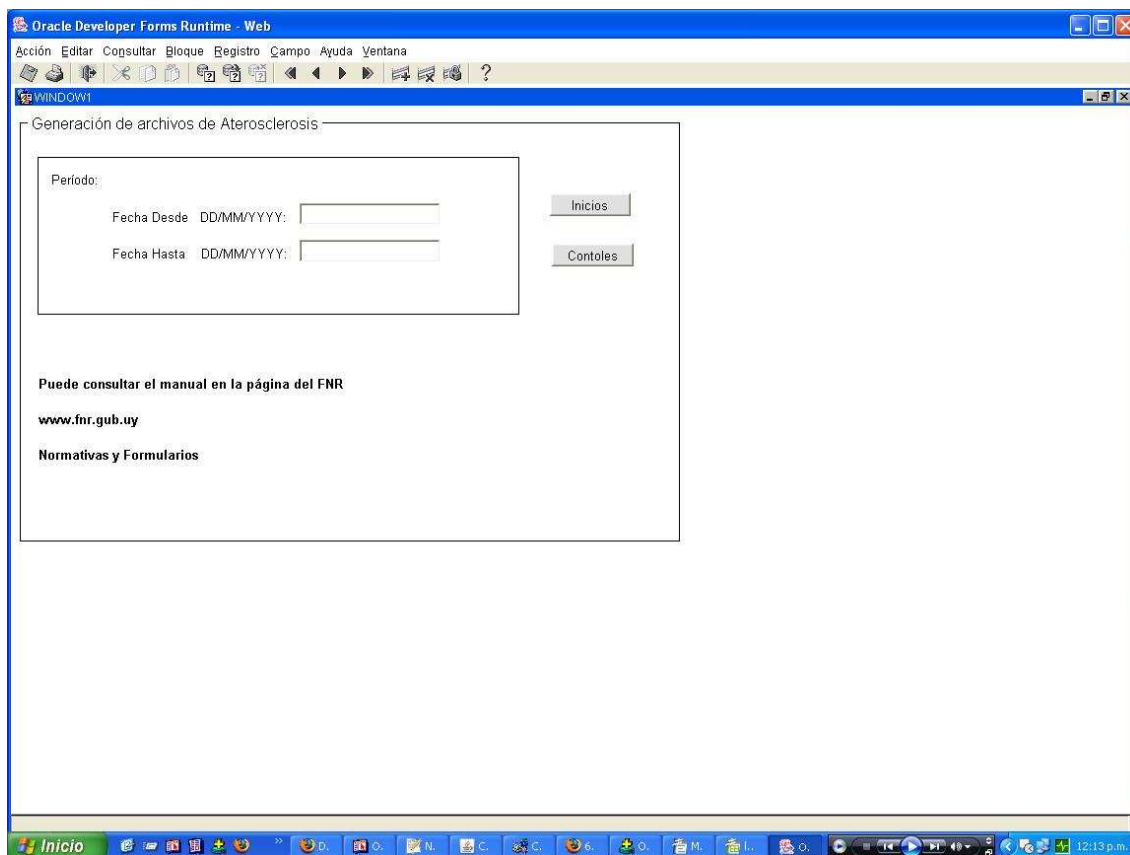 Oracle Developer Forms Runtime - Web
Acción Editar Consultar Bloque Registro Campo Ayuda Ventana
?
WINDOW1
Generación de archivos de Aterosclerosis
Período:
Fecha Desde DD/MM/YYYY:
Inicios
Fecha Hasta DD/MM/YYYY:
Contoles
Puede consultar el manual en la página del FNR
www.fnr.gub.uy
Normativas y Formularios
Inicio D. O. N. C. C. 6. O. M. I.. O. 12:13 p.m.